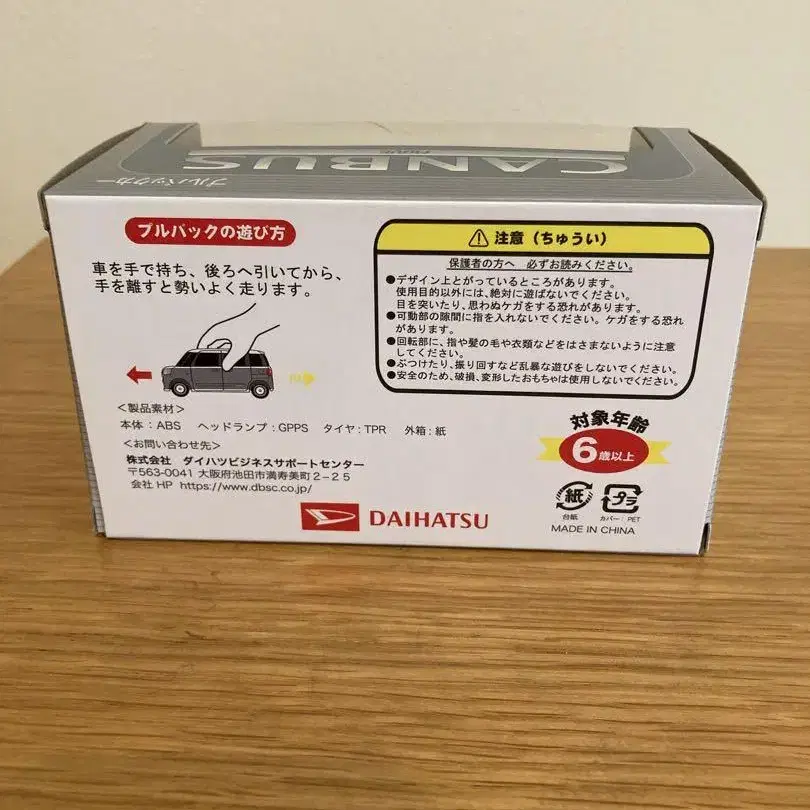 CANBUS
プルバックカー
プルバックの遊び方
車を手で持ち、後ろへ引いてから、
手を離すと勢いよく走ります。
<製品素材>
本体:ABS ヘッドランプ:GPPS タイヤ:TPR 外箱:紙
<お問い合わせ先>
株式会社 ダイハツビジネスサポートセンター
〒563-0041 大阪府池田市満寿美町2-25
会社HP https://www.dbsc.co.jp/
DAIHATSU
注意(ちゅうい)
保護者の方へ 必ずお読みください。
●デザイン上とがっているところがあります。
使用目的以外には、絶対に遊ばないでください。
目を突いたり、思わぬケガをする恐れがあります。
●可動部の隙間に指を入れないでください。ケガをする恐れ
があります。
●回転部に、指や髪の毛や衣類などをはさまないように注意
してください。
●ぶつけたり、振り回すなど乱暴な遊びをしないでください。
●安全のため、破損、変形したおもちゃは使用しないでください。
対象年齢
6歳以上
紙
台紙
プラ
カバー:PET
MADE IN CHINA